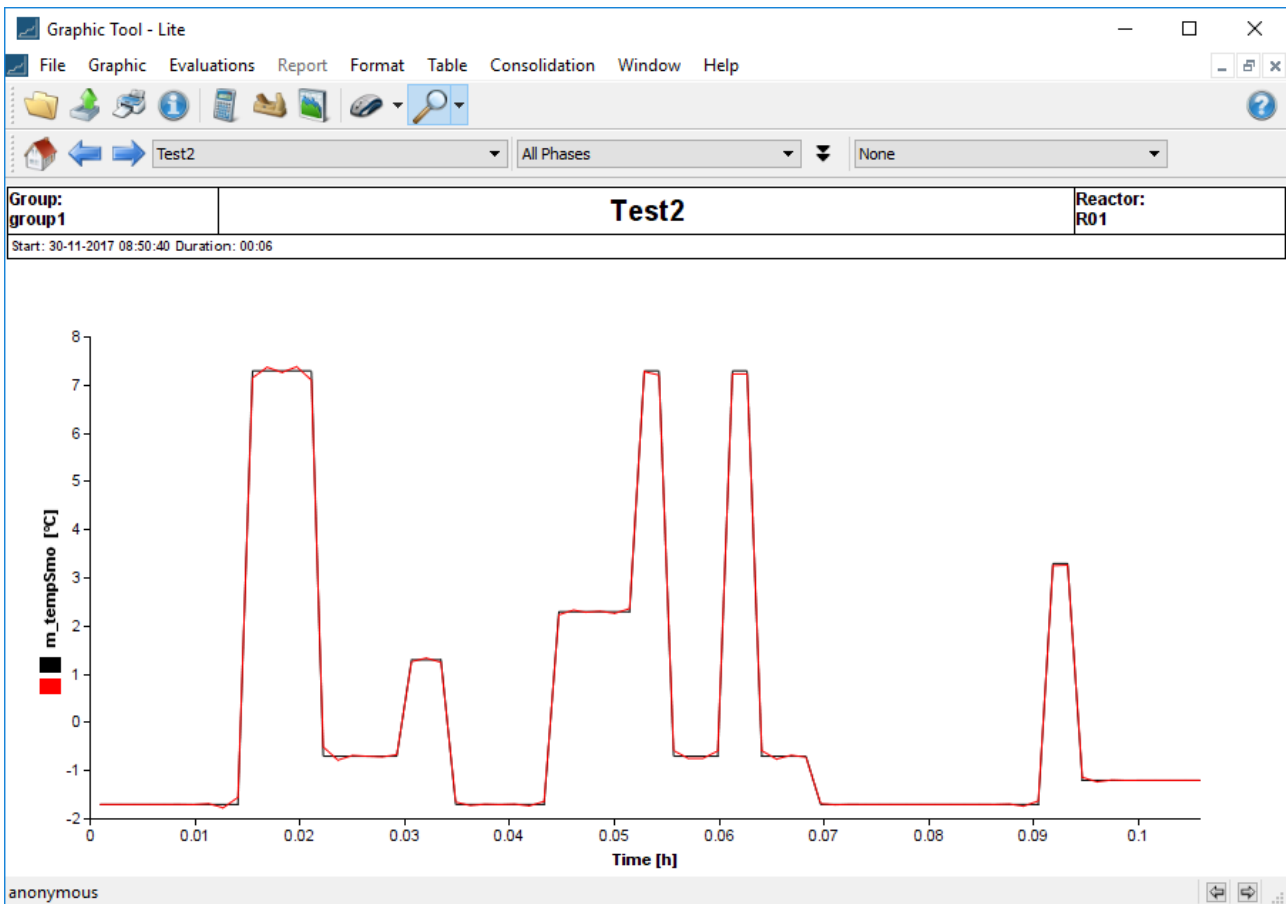 Graphic Tool - Lite
File Graphic Evaluations Report Format Table Consolidation Window Help
Test2 All Phases None
Group:
group1
Test2
Reactor:
R01
Start: 30-11-2017 08:50:40 Duration: 00:06
8
7
6
5
4
3
2
1
0
-1
-2
m_tempSmo [°C]
0 0.01 0.02 0.03 0.04 0.05 0.06 0.07 0.08 0.09 0.1
Time [h]
anonymous